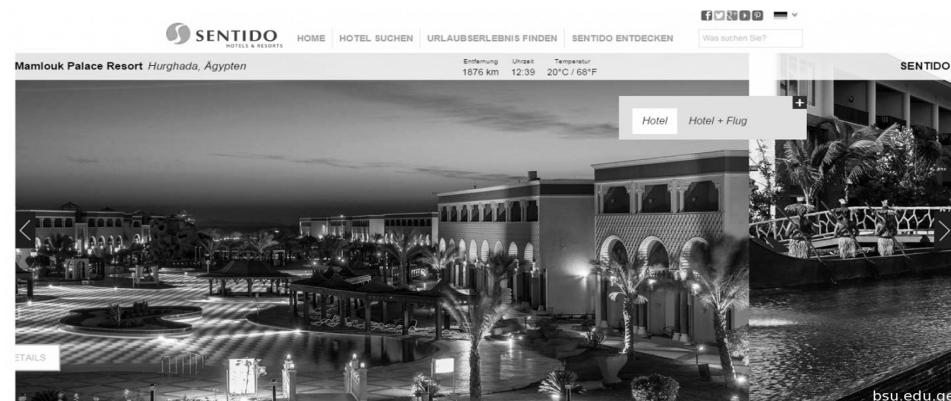 SENTIDO
HOTELS & RESORTS
HOME
HOTEL SUCHEN
URLAUBSERLEBNIS FINDEN
SENTIDO ENTDECKEN
Was suchen Sie?
Mamlouk Palace Resort Hurghada, Ägypten
Entfernung Uhrzeit Temperatur
1876 km 12:39 20°C / 68°F
SENTIDO
Hotel Hotel + Flug
ETAILS
bsu.edu.ge